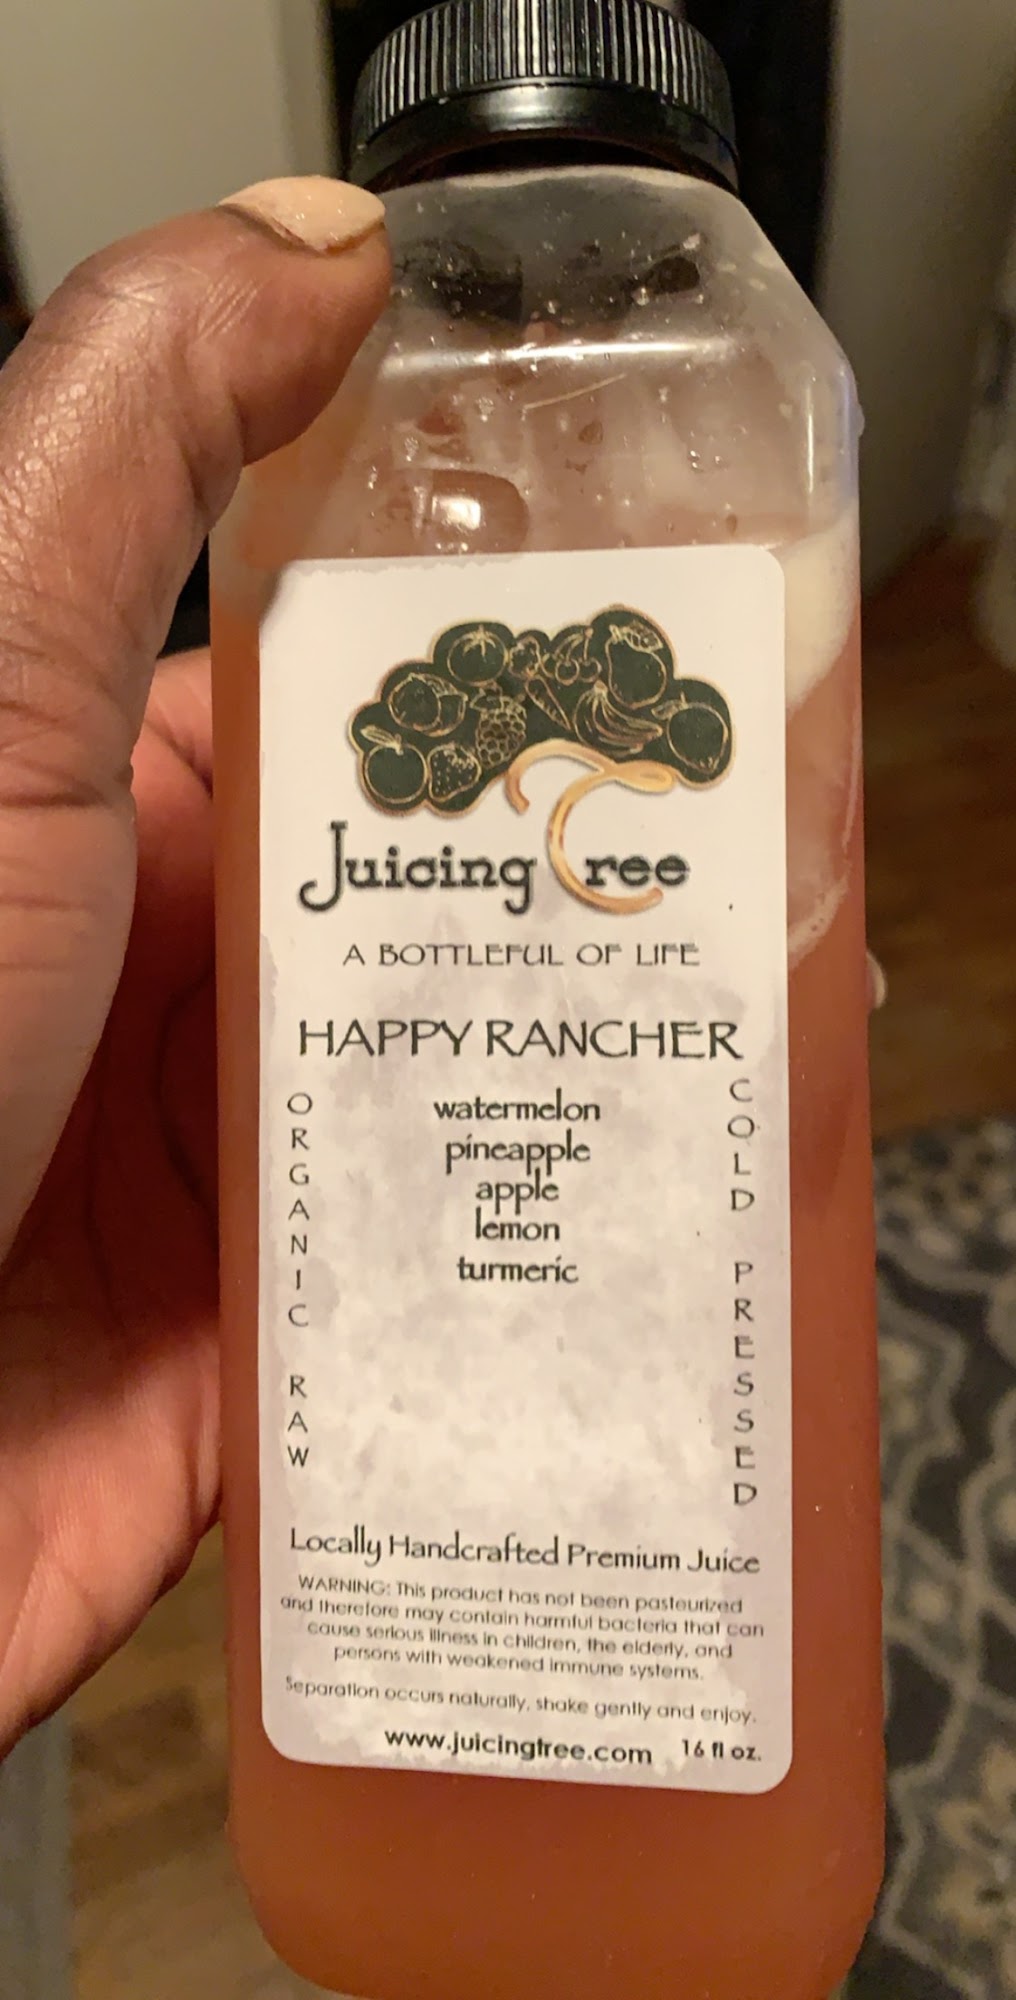 Juicing Tree
A BOTTLEFUL OF LIFE
HAPPY RANCHER
ORGANIC RAW
watermelon
pineapple
apple
lemon
turmeric
COLD PRESSED
Locally Handcrafted Premium Juice
WARNING: This product has not been pasteurized
and therefore may contain harmful bacteria that can
cause serious illness in children, the elderly, and
persons with weakened immune systems.
Separation occurs naturally, shake gently and enjoy.
www.juicingtree.com 16 fl oz.